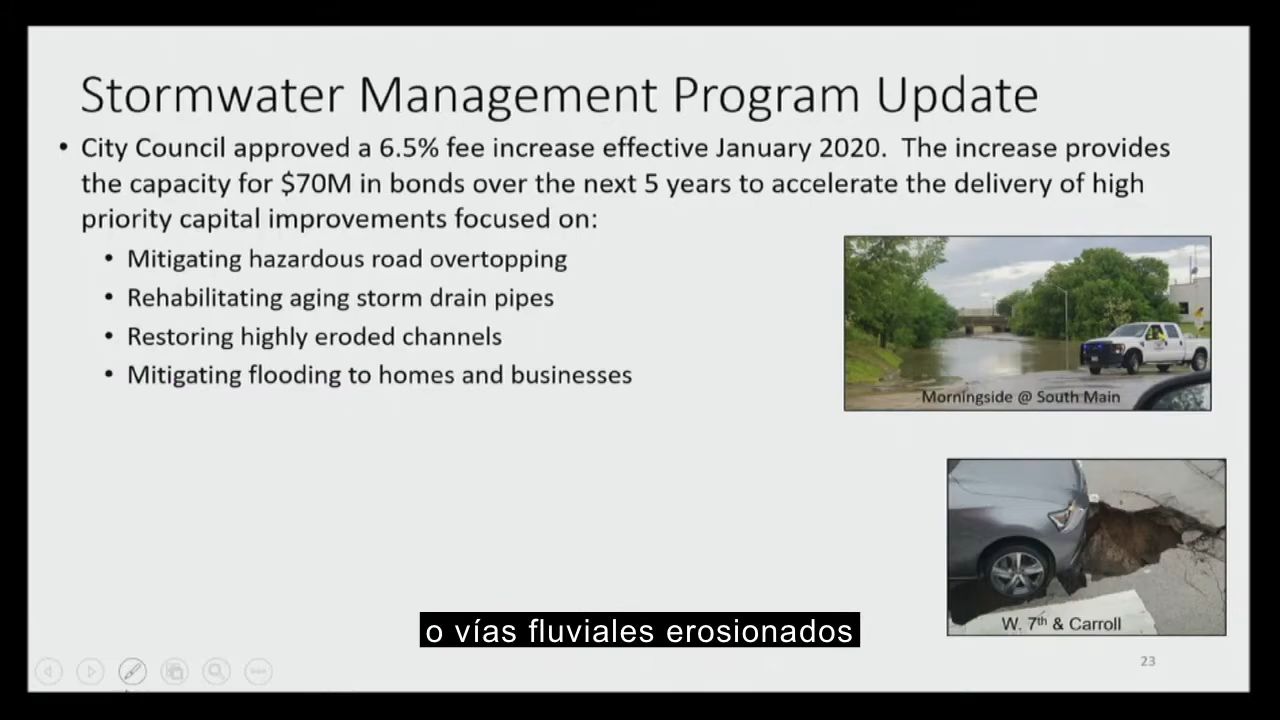 Stormwater Management Program Update
• City Council approved a 6.5% fee increase effective January 2020. The increase provides
the capacity for $70M in bonds over the next 5 years to accelerate the delivery of high
priority capital improvements focused on:
• Mitigating hazardous road overtopping
• Rehabilitating aging storm drain pipes
• Restoring highly eroded channels
• Mitigating flooding to homes and businesses
Morningside @ South Main
W. 7th & Carroll
o vías fluviales erosionados
23